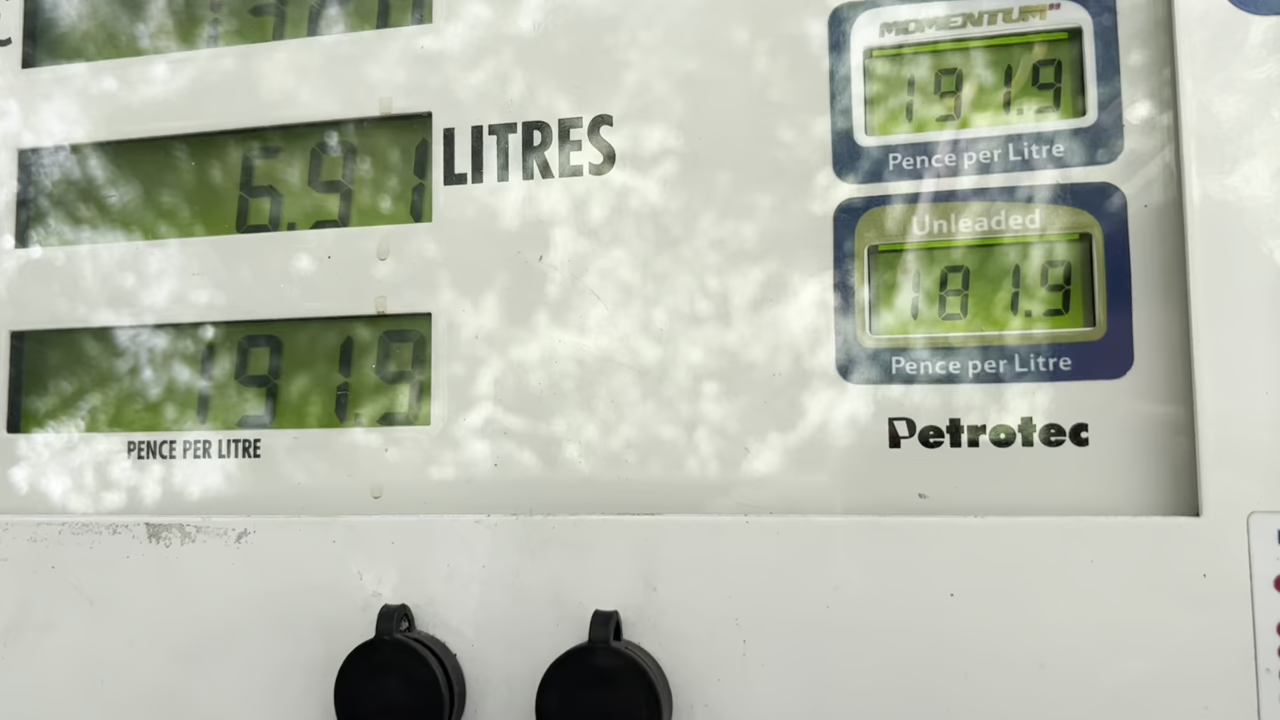 MOMENTUM
191.9
Pence per Litre
6.91 LITRES
Unleaded
181.9
Pence per Litre
191.9
PENCE PER LITRE
Petrotec